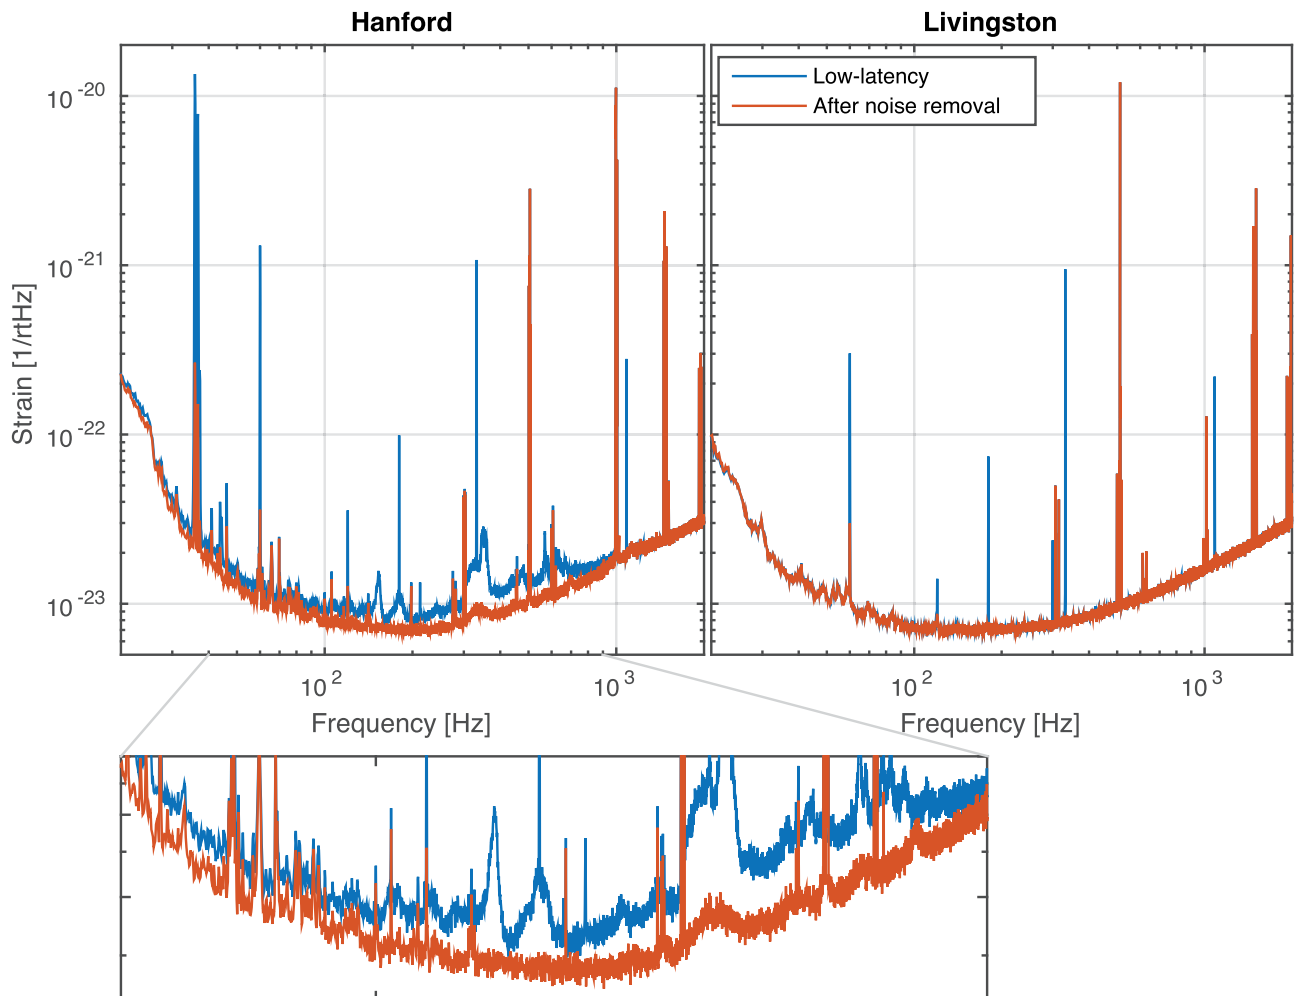 Hanford
Livingston
Low-latency
After noise removal
10^-20
10^-21
10^-22
10^-23
Strain [1/rtHz]
10^2
10^3
10^2
10^3
Frequency [Hz]
Frequency [Hz]